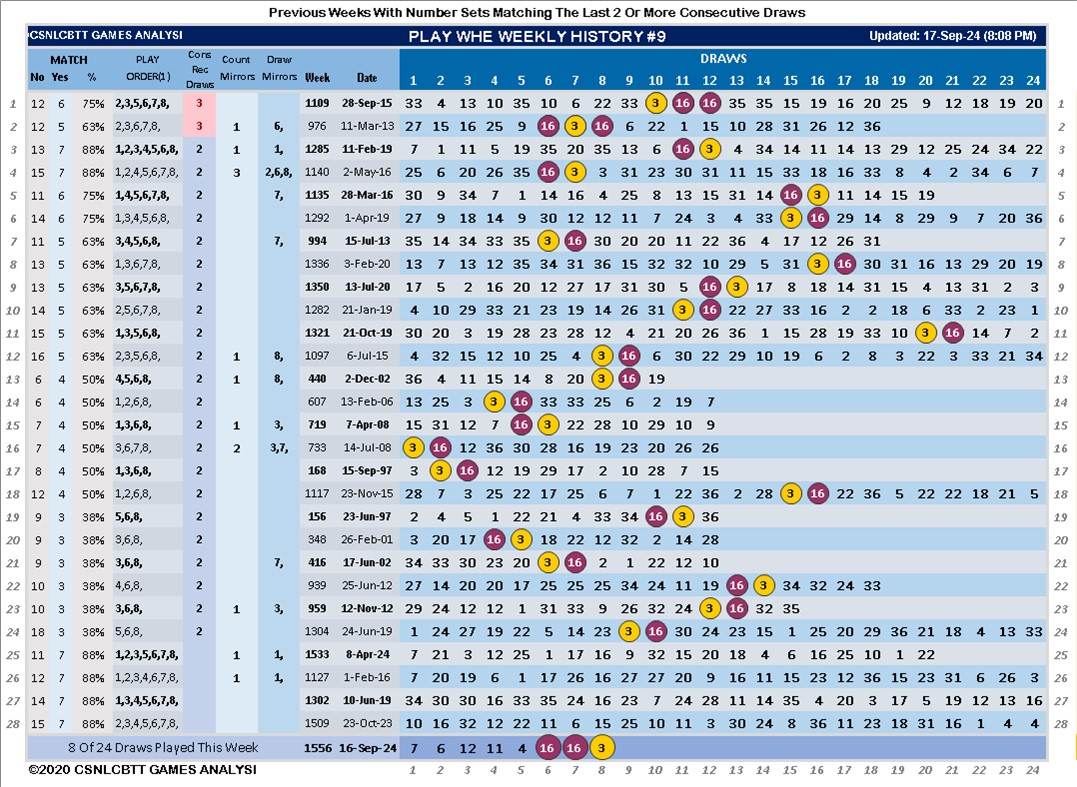 Previous Weeks With Number Sets Matching The Last 2 Or More Consecutive Draws
CSNLCBTT GAMES ANALYSI PLAY WHE WEEKLY HISTORY #9 Updated: 17-Sep-24 (8:08 PM)
MATCH PLAY Cons Count Draw DRAWS
No Yes % ORDER(1) Rec Draws Mirrors Mirrors Week Date 1 2 3 4 5 6 7 8 9 10 11 12 13 14 15 16 17 18 19 20 21 22 23 24
1 12 6 75% 2,3,5,6,7,8, 3 1109 28-Sep-15 33 4 13 10 35 10 6 22 33 3 11 12 35 35 15 19 16 20 25 9 12 18 19 20 1
2 12 5 63% 2,3,6,7,8, 3 1 6, 976 11-Mar-13 27 15 16 25 9 16 3 16 6 22 1 15 10 28 31 26 12 36 2
3 13 7 88% 1,2,3,4,5,6,8, 2 1 1, 1285 11-Feb-19 7 1 11 5 19 35 20 35 13 6 11 3 4 34 14 11 14 13 29 12 25 24 34 22 3
4 15 7 88% 1,2,4,5,6,7,8, 2 3 2,6,8, 1140 2-May-16 25 6 20 26 35 16 3 3 31 23 30 31 11 15 33 18 16 33 8 4 2 34 6 7 4
5 11 6 75% 1,4,5,6,7,8, 2 7, 1135 28-Mar-16 30 9 34 7 1 14 16 4 25 8 13 15 31 14 16 3 11 14 15 19 5
6 14 6 75% 1,3,4,5,6,8, 2 1292 1-Apr-19 27 9 18 14 9 30 12 12 11 7 24 3 4 33 3 16 29 14 8 29 9 7 20 36 6
7 11 5 63% 3,4,5,6,8, 2 7, 994 15-Jul-13 35 14 34 33 35 3 16 30 20 20 11 22 36 4 17 12 26 31 7
8 13 5 63% 1,3,6,7,8, 2 1336 3-Feb-20 13 7 13 12 35 34 31 36 15 32 32 10 29 5 31 3 16 30 31 16 13 29 20 19 8
9 13 5 63% 3,5,6,7,8, 2 1350 13-Jul-20 17 5 2 16 20 12 27 17 31 30 5 12 3 17 8 18 14 31 15 4 13 31 2 3 9
10 14 5 63% 2,5,6,7,8, 2 1282 21-Jan-19 4 10 29 33 21 23 19 14 26 31 3 12 22 27 33 16 2 2 18 6 33 2 23 1 10
11 15 5 63% 1,3,5,6,8, 2 1321 21-Oct-19 30 20 3 19 28 23 28 12 4 21 20 26 36 1 15 28 19 33 10 3 16 14 7 2 11
12 16 5 63% 2,3,5,6,8, 2 1 8, 1097 6-Jul-15 4 32 15 12 10 25 4 3 16 6 30 22 29 10 19 6 2 8 3 22 3 33 21 34 12
13 6 4 50% 4,5,6,8, 2 1 8, 440 2-Dec-02 36 4 11 15 14 8 20 3 16 19 13
14 6 4 50% 1,2,6,8, 2 607 13-Feb-06 13 25 3 3 16 33 33 25 6 2 19 7 14
15 7 4 50% 1,3,6,8, 2 1 3, 719 7-Apr-08 15 31 12 7 16 3 22 28 10 29 10 9 15
16 7 4 50% 3,6,7,8, 2 2 3,7, 733 14-Jul-08 3 16 12 36 30 28 16 19 23 20 26 26 16
17 8 4 50% 1,3,6,8, 2 168 15-Sep-97 3 3 16 12 19 29 17 2 10 28 7 15 17
18 12 4 50% 1,2,6,8, 2 1117 23-Nov-15 28 7 3 25 22 17 25 6 7 1 22 36 2 28 3 16 22 36 5 22 22 18 21 5 18
19 9 3 38% 5,6,8, 2 156 23-Jun-97 2 4 5 1 22 21 4 33 34 16 3 36 19
20 9 3 38% 3,6,8, 2 348 26-Feb-01 3 20 17 16 3 18 22 12 32 2 14 28 20
21 9 3 38% 3,6,8, 2 7, 416 17-Jun-02 34 33 30 23 20 3 16 2 1 22 12 10 21
22 10 3 38% 4,6,8, 2 939 25-Jun-12 27 14 20 20 17 25 25 25 34 24 11 19 16 3 34 32 24 33 22
23 10 3 38% 3,6,8, 2 1 3, 959 12-Nov-12 29 24 12 12 1 31 33 9 26 32 24 3 16 32 35 23
24 18 3 38% 5,6,8, 2 1304 24-Jun-19 1 24 27 19 22 5 14 23 3 16 30 24 23 14 15 1 25 20 29 36 21 18 4 13 33 24
25 11 7 88% 1,2,3,5,6,7,8, 1 1, 1533 8-Apr-24 7 21 3 12 25 1 17 16 9 32 15 20 18 4 6 16 25 10 1 22 25
26 12 7 88% 1,2,3,4,6,7,8, 1 1, 1127 1-Feb-16 7 20 19 6 1 17 26 16 27 27 20 9 16 11 15 23 12 36 15 23 31 6 26 3 26
27 14 7 88% 1,3,4,5,6,7,8, 1302 10-Jun-19 34 30 30 16 33 35 24 16 27 9 28 11 14 35 4 20 3 17 5 19 12 13 16 27
28 15 7 88% 2,3,4,5,6,7,8, 1509 23-Oct-23 10 16 32 12 22 11 6 15 25 10 11 3 30 24 8 36 11 23 18 31 16 1 4 4 28
8 Of 24 Draws Played This Week 1556 16-Sep-24 7 6 12 11 4 16 16 3
©2020 CSNLCBTT GAMES ANALYSI 1 2 3 4 5 6 7 8 9 10 11 12 13 14 15 16 17 18 19 20 21 22 23 24